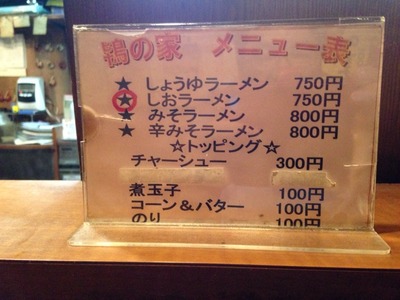 鶏の家 メニュー表
★ しょうゆラーメン 750円
★ しおラーメン 750円
★ みそラーメン 800円
★ 辛みそラーメン 800円
☆トッピング☆
チャーシュー 300円
煮玉子 100円
コーン&バター 100円
のり 100円